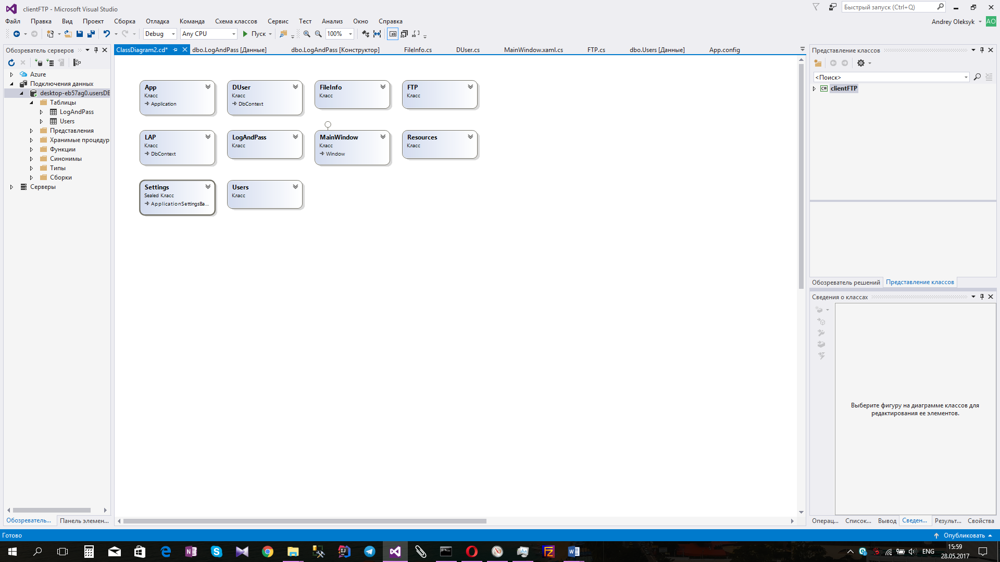 clientFTP - Microsoft Visual Studio
Быстрый запуск (Ctrl+Q)
Файл Правка Вид Проект Сборка Отладка Команда Схема классов Сервис Тест Анализ Окно Справка
Andrey Oleksyk AO
Debug Any CPU Пуск 100%
Обозреватель серверов
ClassDiagram2.cd* dbo.LogAndPass [Данные] dbo.LogAndPass [Конструктор] FileInfo.cs DUser.cs MainWindow.xaml.cs FTP.cs dbo.Users [Данные] App.config
Представление классов
Azure
Подключения данных
desktop-eb57ag0.usersDB
Таблицы
LogAndPass
Users
Представления
Хранимые процедур
Функции
Синонимы
Типы
Сборки
Серверы
App
Класс
Application
DUser
Класс
DbContext
FileInfo
Класс
FTP
Класс
LAP
Класс
DbContext
LogAndPass
Класс
MainWindow
Класс
Window
Resources
Класс
Settings
Sealed Класс
ApplicationSettingsBa...
Users
Класс
<Поиск>
C# clientFTP
Обозреватель решений Представление классов
Сведения о классах
Выберите фигуру на диаграмме классов для
редактирования ее элементов.
Обозреватель... Панель элемен...
Операц... Список... Вывод Сведен... Результ... Свойства
Готово
Опубликовать
ENG
15:59
28.05.2017